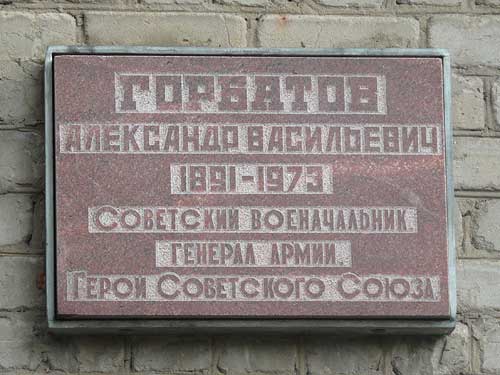 ГОРБАТОВ
АЛЕКСАНДР ВАСИЛЬЕВИЧ
1891-1973
СОВЕТСКИЙ ВОЕНАЧАЛЬНИК.
ГЕНЕРАЛ АРМИИ.
ГЕРОЙ СОВЕТСКОГО СОЮЗА.